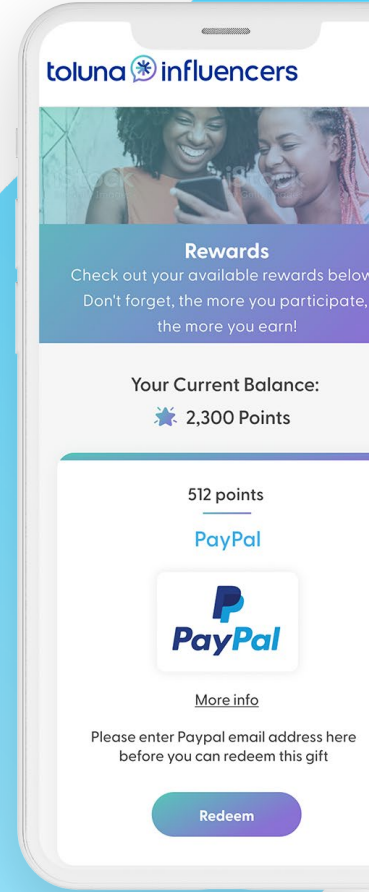 toluna influencers
iStock
Rewards
Check out your available rewards below
Don't forget, the more you participate,
the more you earn!
Your Current Balance:
2,300 Points
512 points
PayPal
PayPal
More info
Please enter Paypal email address here
before you can redeem this gift
Redeem